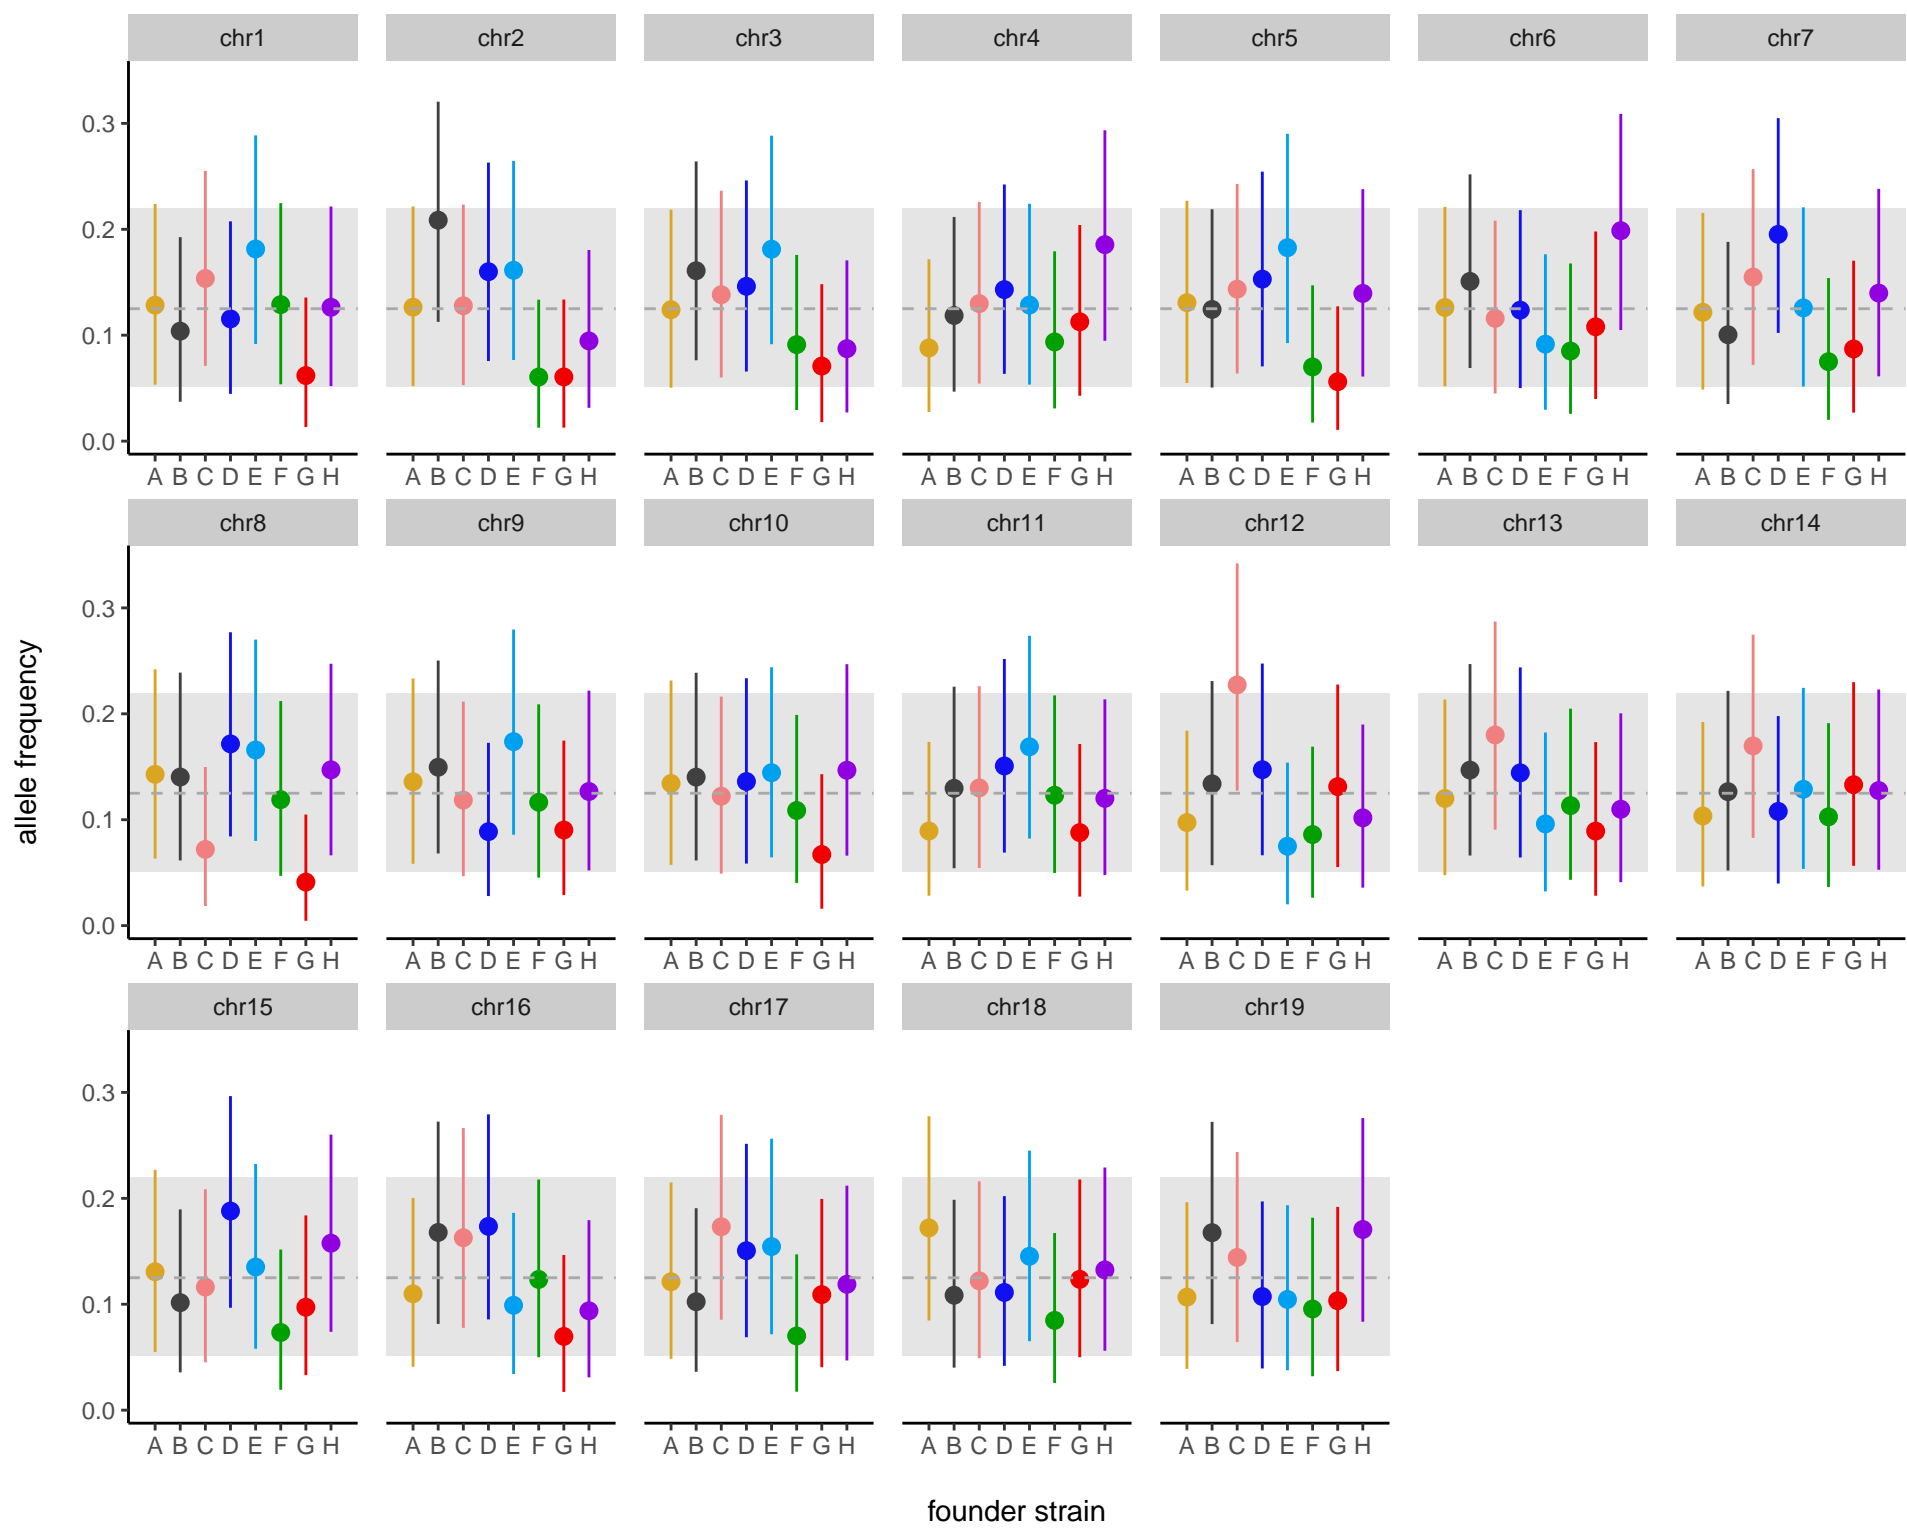 chr1 chr2 chr3 chr4 chr5 chr6 chr7
0.3
0.2
0.1
0.0
A B C D E F G H A B C D E F G H A B C D E F G H A B C D E F G H A B C D E F G H A B C D E F G H A B C D E F G H
chr8 chr9 chr10 chr11 chr12 chr13 chr14
0.3
allele frequency
0.2
0.1
0.0
A B C D E F G H A B C D E F G H A B C D E F G H A B C D E F G H A B C D E F G H A B C D E F G H A B C D E F G H
chr15 chr16 chr17 chr18 chr19
0.3
0.2
0.1
0.0
A B C D E F G H A B C D E F G H A B C D E F G H A B C D E F G H A B C D E F G H
founder strain